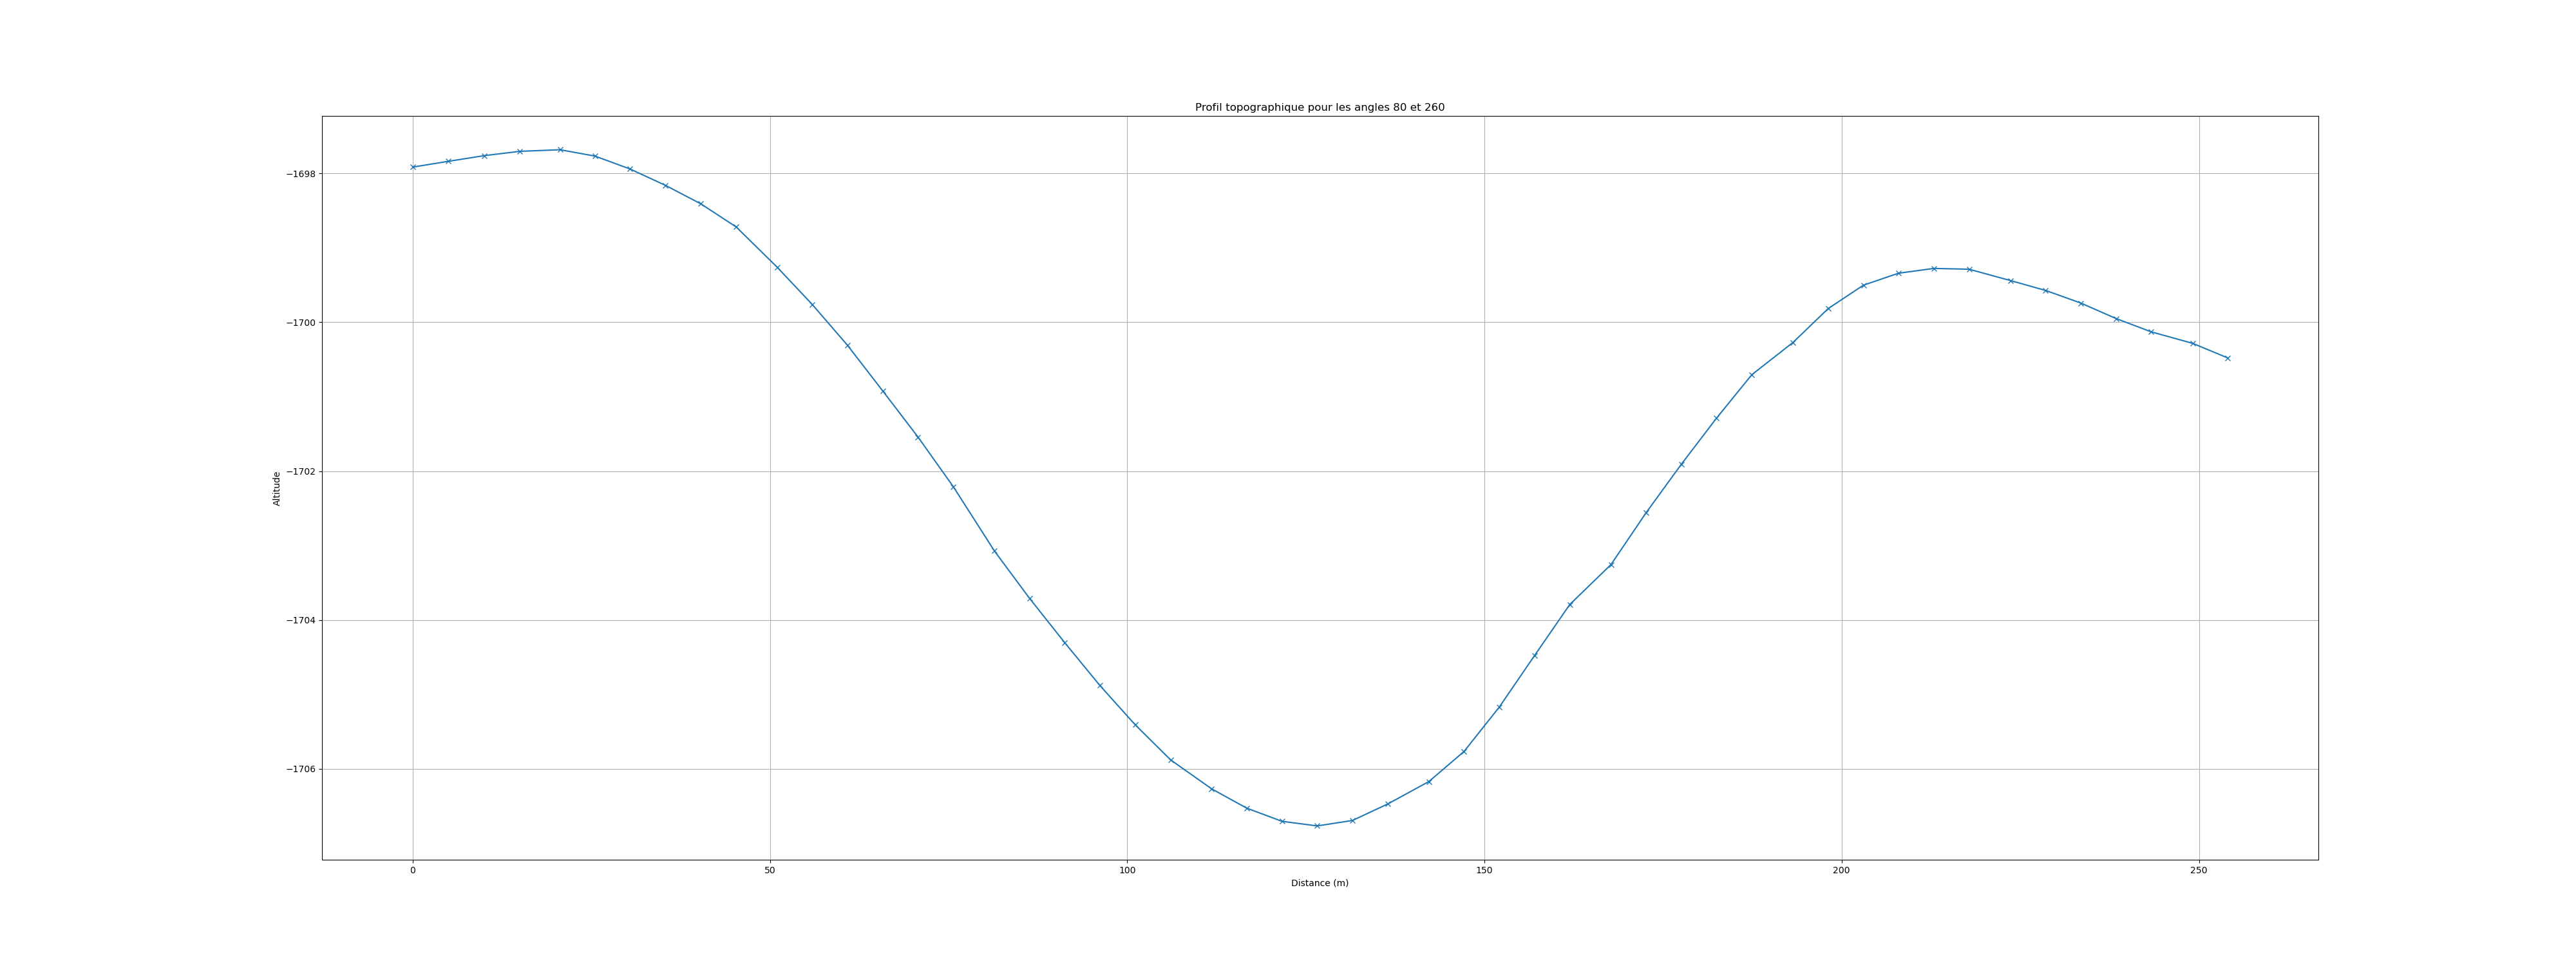 Profil topographique pour les angles 80 et 260
−1698
−1700
−1702
−1704
−1706
Altitude
0 50 100 150 200 250
Distance (m)